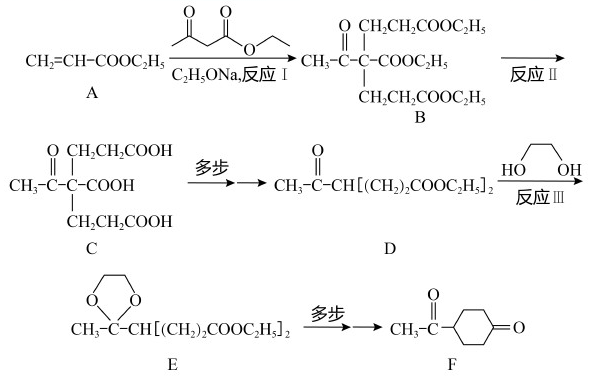 CH₂=CH—COOC₂H₅
A
O O
O
C₂H₅ONa,反应Ⅰ
CH₂CH₂COOC₂H₅
O
CH₃—C—C—COOC₂H₅
CH₂CH₂COOC₂H₅
B
反应Ⅱ
O CH₂CH₂COOH
CH₃—C—C—COOH
CH₂CH₂COOH
C
多步
O
CH₃—C—CH[(CH₂)₂COOC₂H₅]₂
D
HO OH
反应Ⅲ
O O
CH₃—C—CH[(CH₂)₂COOC₂H₅]₂
E
多步
O
CH₃—C
O
F